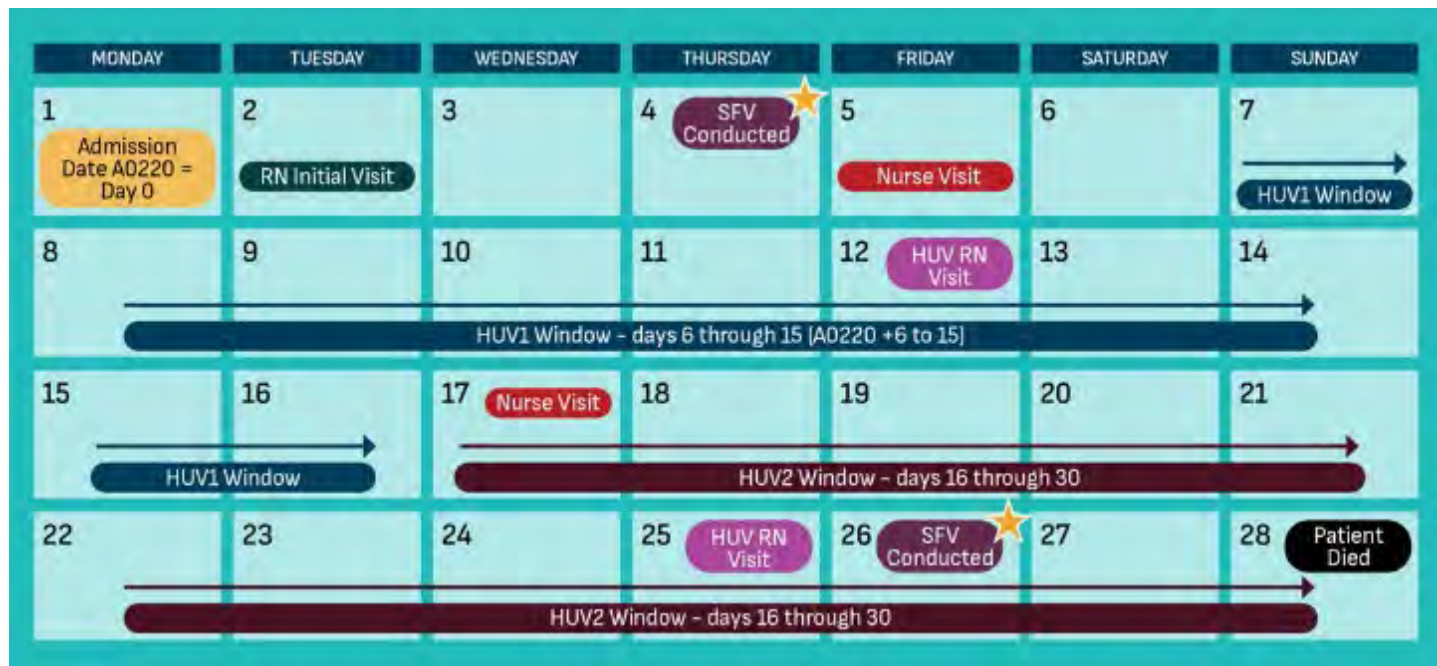 MONDAY TUESDAY WEDNESDAY THURSDAY FRIDAY SATURDAY SUNDAY
1 2 3 4 5 6 7
SFV
Conducted
Admission
Date A0220 =
Day 0
RN Initial Visit
Nurse Visit
HUV1 Window
8 9 10 11 12 13 14
HUV RN
Visit
HUV1 Window – days 6 through 15 (A0220 +6 to 15)
15 16 17 18 19 20 21
Nurse Visit
HUV1 Window
HUV2 Window – days 16 through 30
22 23 24 25 26 27 28
HUV RN
Visit
SFV
Conducted
Patient
Died
HUV2 Window – days 16 through 30